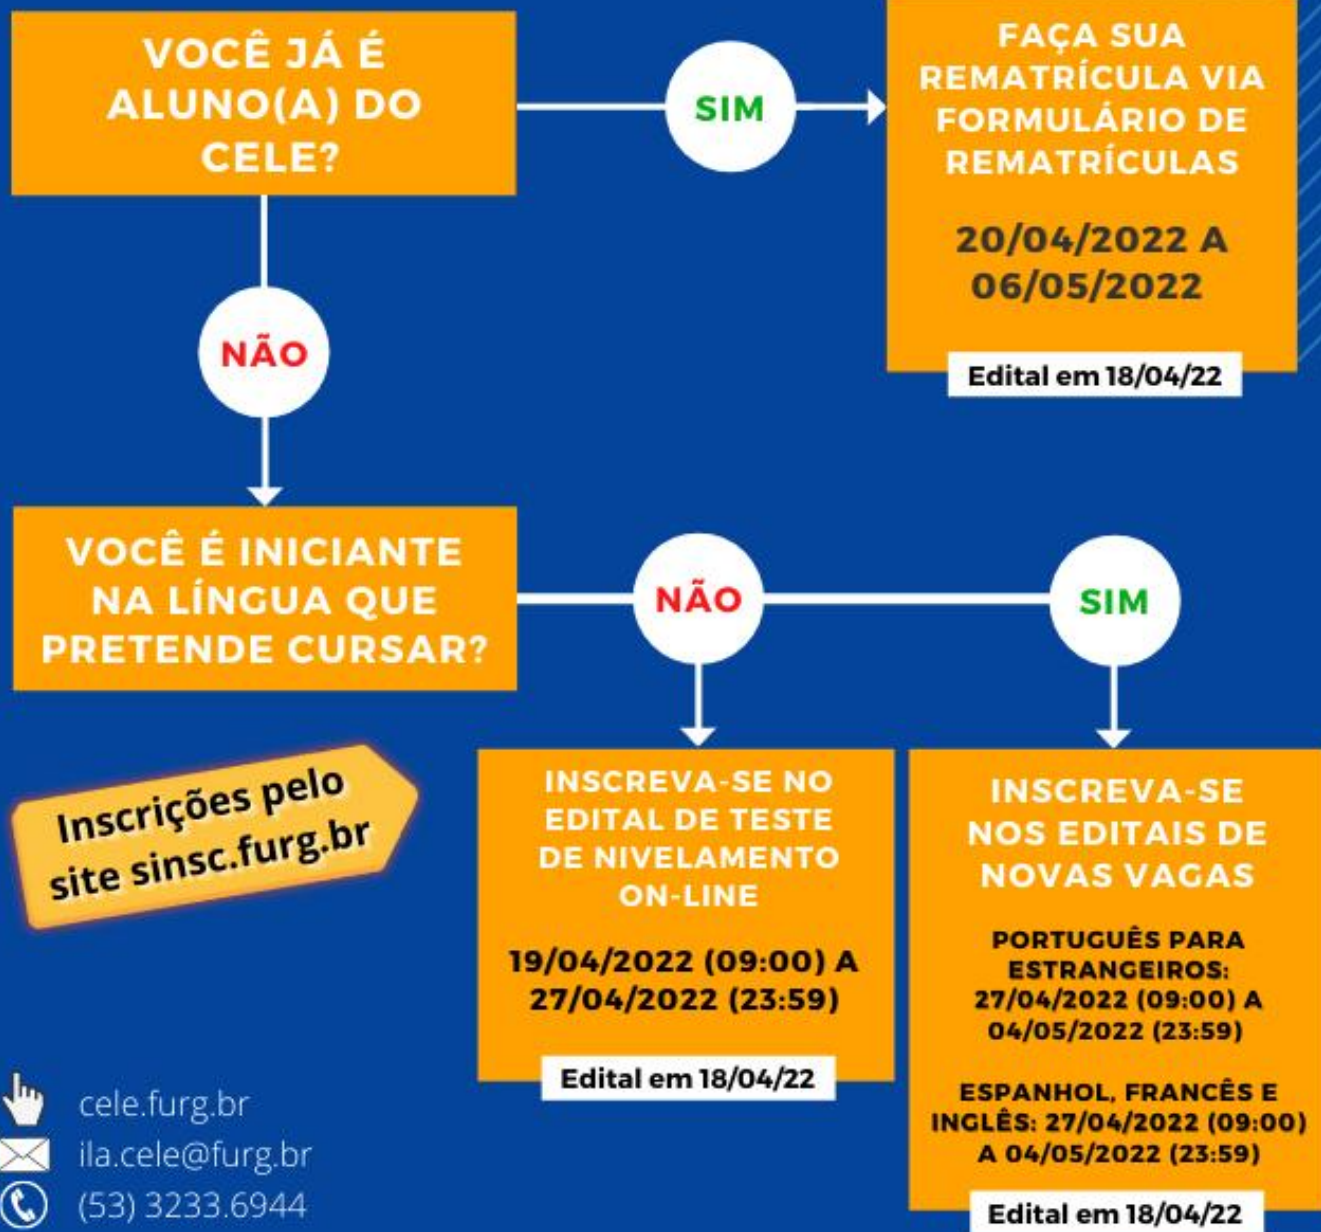 VOCÊ JÁ É
ALUNO(A) DO
CELE?
SIM
FAÇA SUA
REMATRÍCULA VIA
FORMULÁRIO DE
REMATRÍCULAS
20/04/2022 A
06/05/2022
Edital em 18/04/22
NÃO
VOCÊ É INICIANTE
NA LÍNGUA QUE
PRETENDE CURSAR?
NÃO
SIM
Inscrições pelo
site sinsc.furg.br
INSCREVA-SE NO
EDITAL DE TESTE
DE NIVELAMENTO
ON-LINE
19/04/2022 (09:00) A
27/04/2022 (23:59)
Edital em 18/04/22
INSCREVA-SE
NOS EDITAIS DE
NOVAS VAGAS
PORTUGUÊS PARA
ESTRANGEIROS:
27/04/2022 (09:00) A
04/05/2022 (23:59)
ESPANHOL, FRANCÊS E
INGLÊS: 27/04/2022 (09:00)
A 04/05/2022 (23:59)
Edital em 18/04/22
cele.furg.br
ila.cele@furg.br
(53) 3233.6944